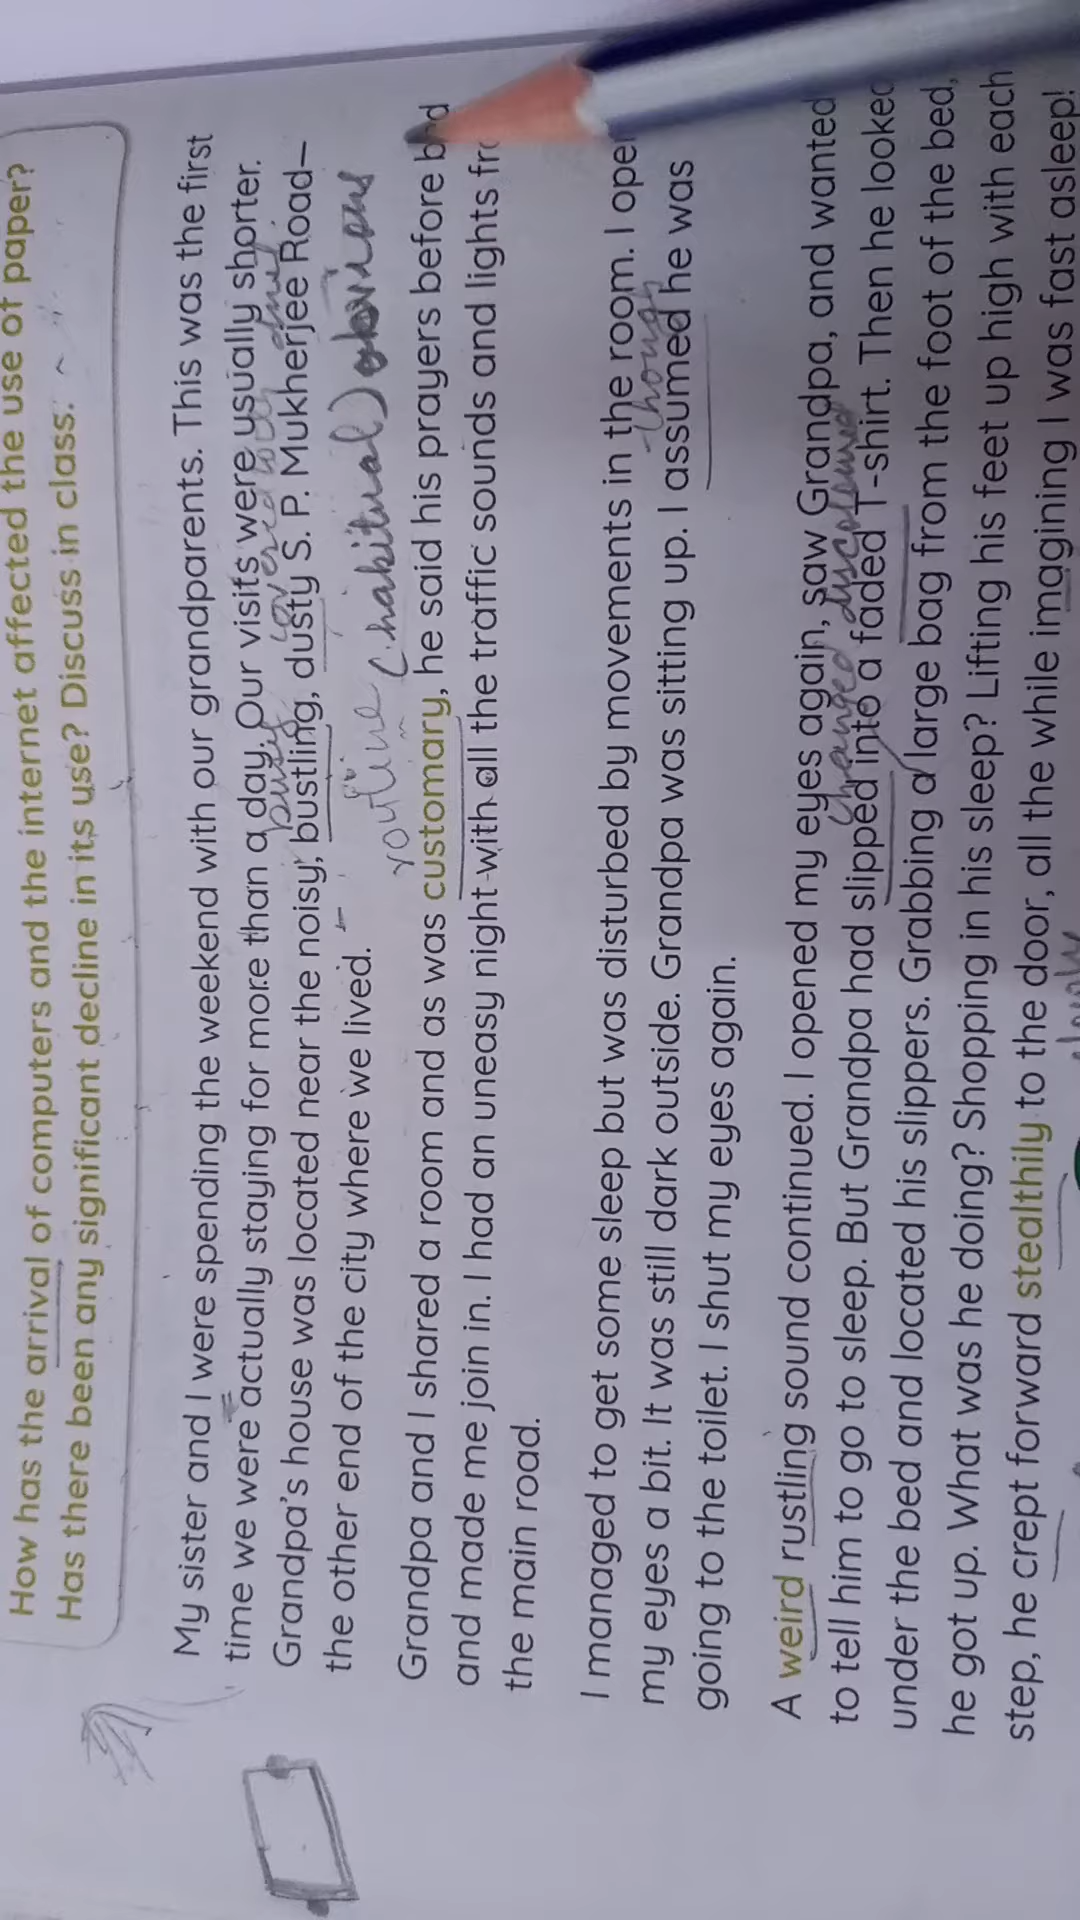 How has the arrival of computers and the internet affected the use of paper?
Has there been any significant decline in its use? Discuss in class.
My sister and I were spending the weekend with our grandparents. This was the first
time we were actually staying for more than a day. Our visits were usually shorter.
busy covered with dust
Grandpa's house was located near the noisy, bustling, dusty S. P. Mukherjee Road—
the other end of the city where we lived.
routine (habitual)
Grandpa and I shared a room and as was customary, he said his prayers before
and made me join in. I had an uneasy night with all the traffic sounds and lights
the main road.
I managed to get some sleep but was disturbed by movements in the room. I
though
my eyes a bit. It was still dark outside. Grandpa was sitting up. I assumed he was
going to the toilet. I shut my eyes again.
A weird rustling sound continued. I opened my eyes again, saw Grandpa, and wanted
changed
to tell him to go to sleep. But Grandpa had slipped into a faded T-shirt. Then he looked
under the bed and located his slippers. Grabbing a large bag from the foot of the bed,
he got up. What was he doing? Shopping in his sleep? Lifting his feet up high with each
step, he crept forward stealthily to the door, all the while imagining I was fast asleep!